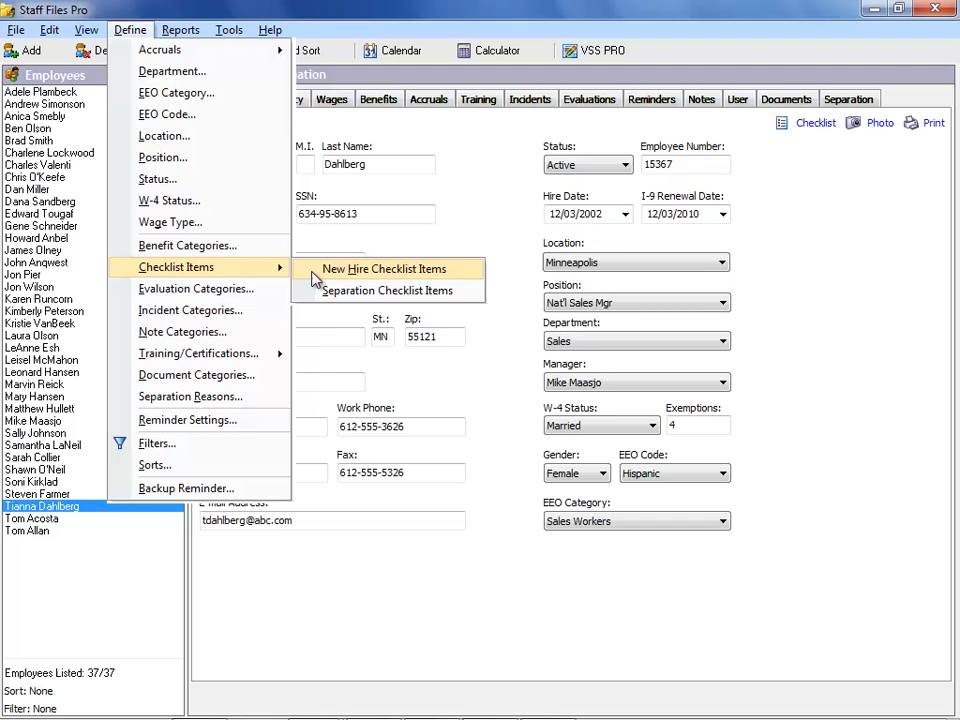 Staff Files Pro
File Edit View Define Reports Tools Help
Add De d Sort Calendar Calculator VSS PRO
Employees
Adele Plambeck
Andrew Simonson
Anica Smebly
Ben Olson
Brad Smith
Charlene Lockwood
Charles Valenti
Chris O'Keefe
Dan Miller
Dana Sandberg
Edward Tougaf
Gene Schneider
Howard Anbel
James Olson
John Anqwest
Jon Pier
Jon Wilson
Karen Runcorn
Kimberly Peterson
Kristie VanBeek
Laura Olson
LeAnne Esh
Leisel McMahon
Leonard Hansen
Marvin Reick
Mary Hansen
Matthew Hullett
Mike Maasjo
Sally Johnson
Samantha LaNeil
Sarah Collier
Shawn O'Neil
Soni Kirklad
Steven Farmer
Tianna Dahlberg
Tom Acosta
Tom Allan
Employees Listed: 37/37
Sort: None
Filter: None
Accruals
Department...
EEO Category...
EEO Code...
Location...
Position...
Status...
W-4 Status...
Wage Type...
Benefit Categories...
Checklist Items
Evaluation Categories...
Incident Categories...
Note Categories...
Training/Certifications...
Document Categories...
Separation Reasons...
Reminder Settings...
Filters...
Sorts...
Backup Reminder...
New Hire Checklist Items
Separation Checklist Items
ation
y Wages Benefits Accruals Training Incidents Evaluations Reminders Notes User Documents Separation
Checklist Photo Print
M.I. Last Name:
Dahlberg
SSN:
634-95-8613
St.: Zip:
MN 55121
Work Phone:
612-555-3626
Fax:
612-555-5326
E-mail Address:
tdahlberg@abc.com
Status: Employee Number:
Active 15367
Hire Date: I-9 Renewal Date:
12/03/2002 12/03/2010
Location:
Minneapolis
Position:
Nat'l Sales Mgr
Department:
Sales
Manager:
Mike Maasjo
W-4 Status: Exemptions:
Married 4
Gender: EEO Code:
Female Hispanic
EEO Category:
Sales Workers